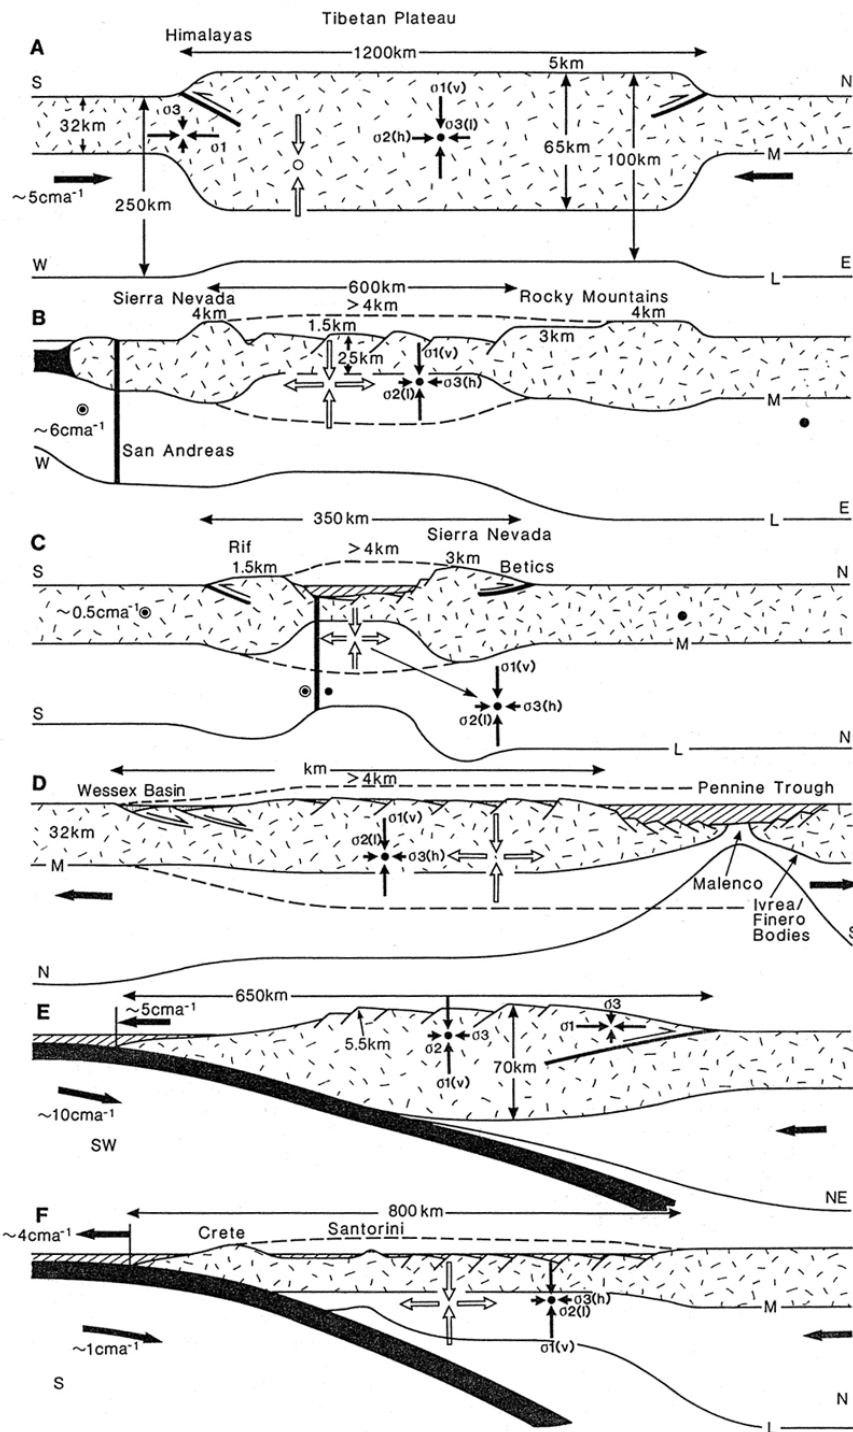 Tibetan Plateau
Himalayas
A
1200km
5km
S
N
σ1(v)
σ3
32km
σ1
σ2(h)
σ3(l)
65km
100km
M
~5cma⁻¹
250km
W
E
L
600km
Sierra Nevada
>4km
Rocky Mountains
B
4km
4km
1.5km
3km
25km
σ1(v)
σ3(h)
σ2(l)
M
~6cma⁻¹
San Andreas
W
L
E
350km
C
Sierra Nevada
Rif
>4km
3km
S
1.5km
Betics
N
~0.5cma⁻¹
M
σ1(v)
σ3(h)
σ2(l)
S
N
L
D
km
>4km
Wessex Basin
Pennine Trough
32km
σ1(v)
σ2(l)
σ3(h)
M
Malenco
Ivrea/
Finero
Bodies
S
N
650km
E
~5cma⁻¹
σ3
σ1
σ3
σ2
5.5km
70km
σ1(v)
~10cma⁻¹
SW
NE
F
800km
~4cma⁻¹
Crete
Santorini
σ3(h)
σ2(l)
M
σ1(v)
~1cma⁻¹
S
N
L